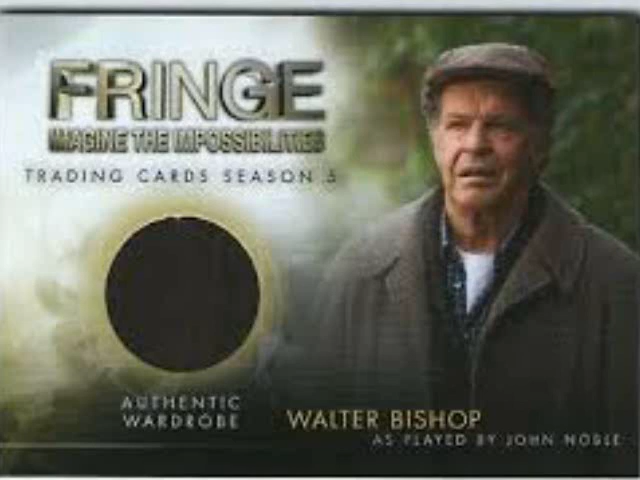 FRINGE
IMAGINE THE IMPOSSIBILITIES
TRADING CARDS SEASON 5
AUTHENTIC
WARDROBE
WALTER BISHOP
AS PLAYED BY JOHN NOBLE